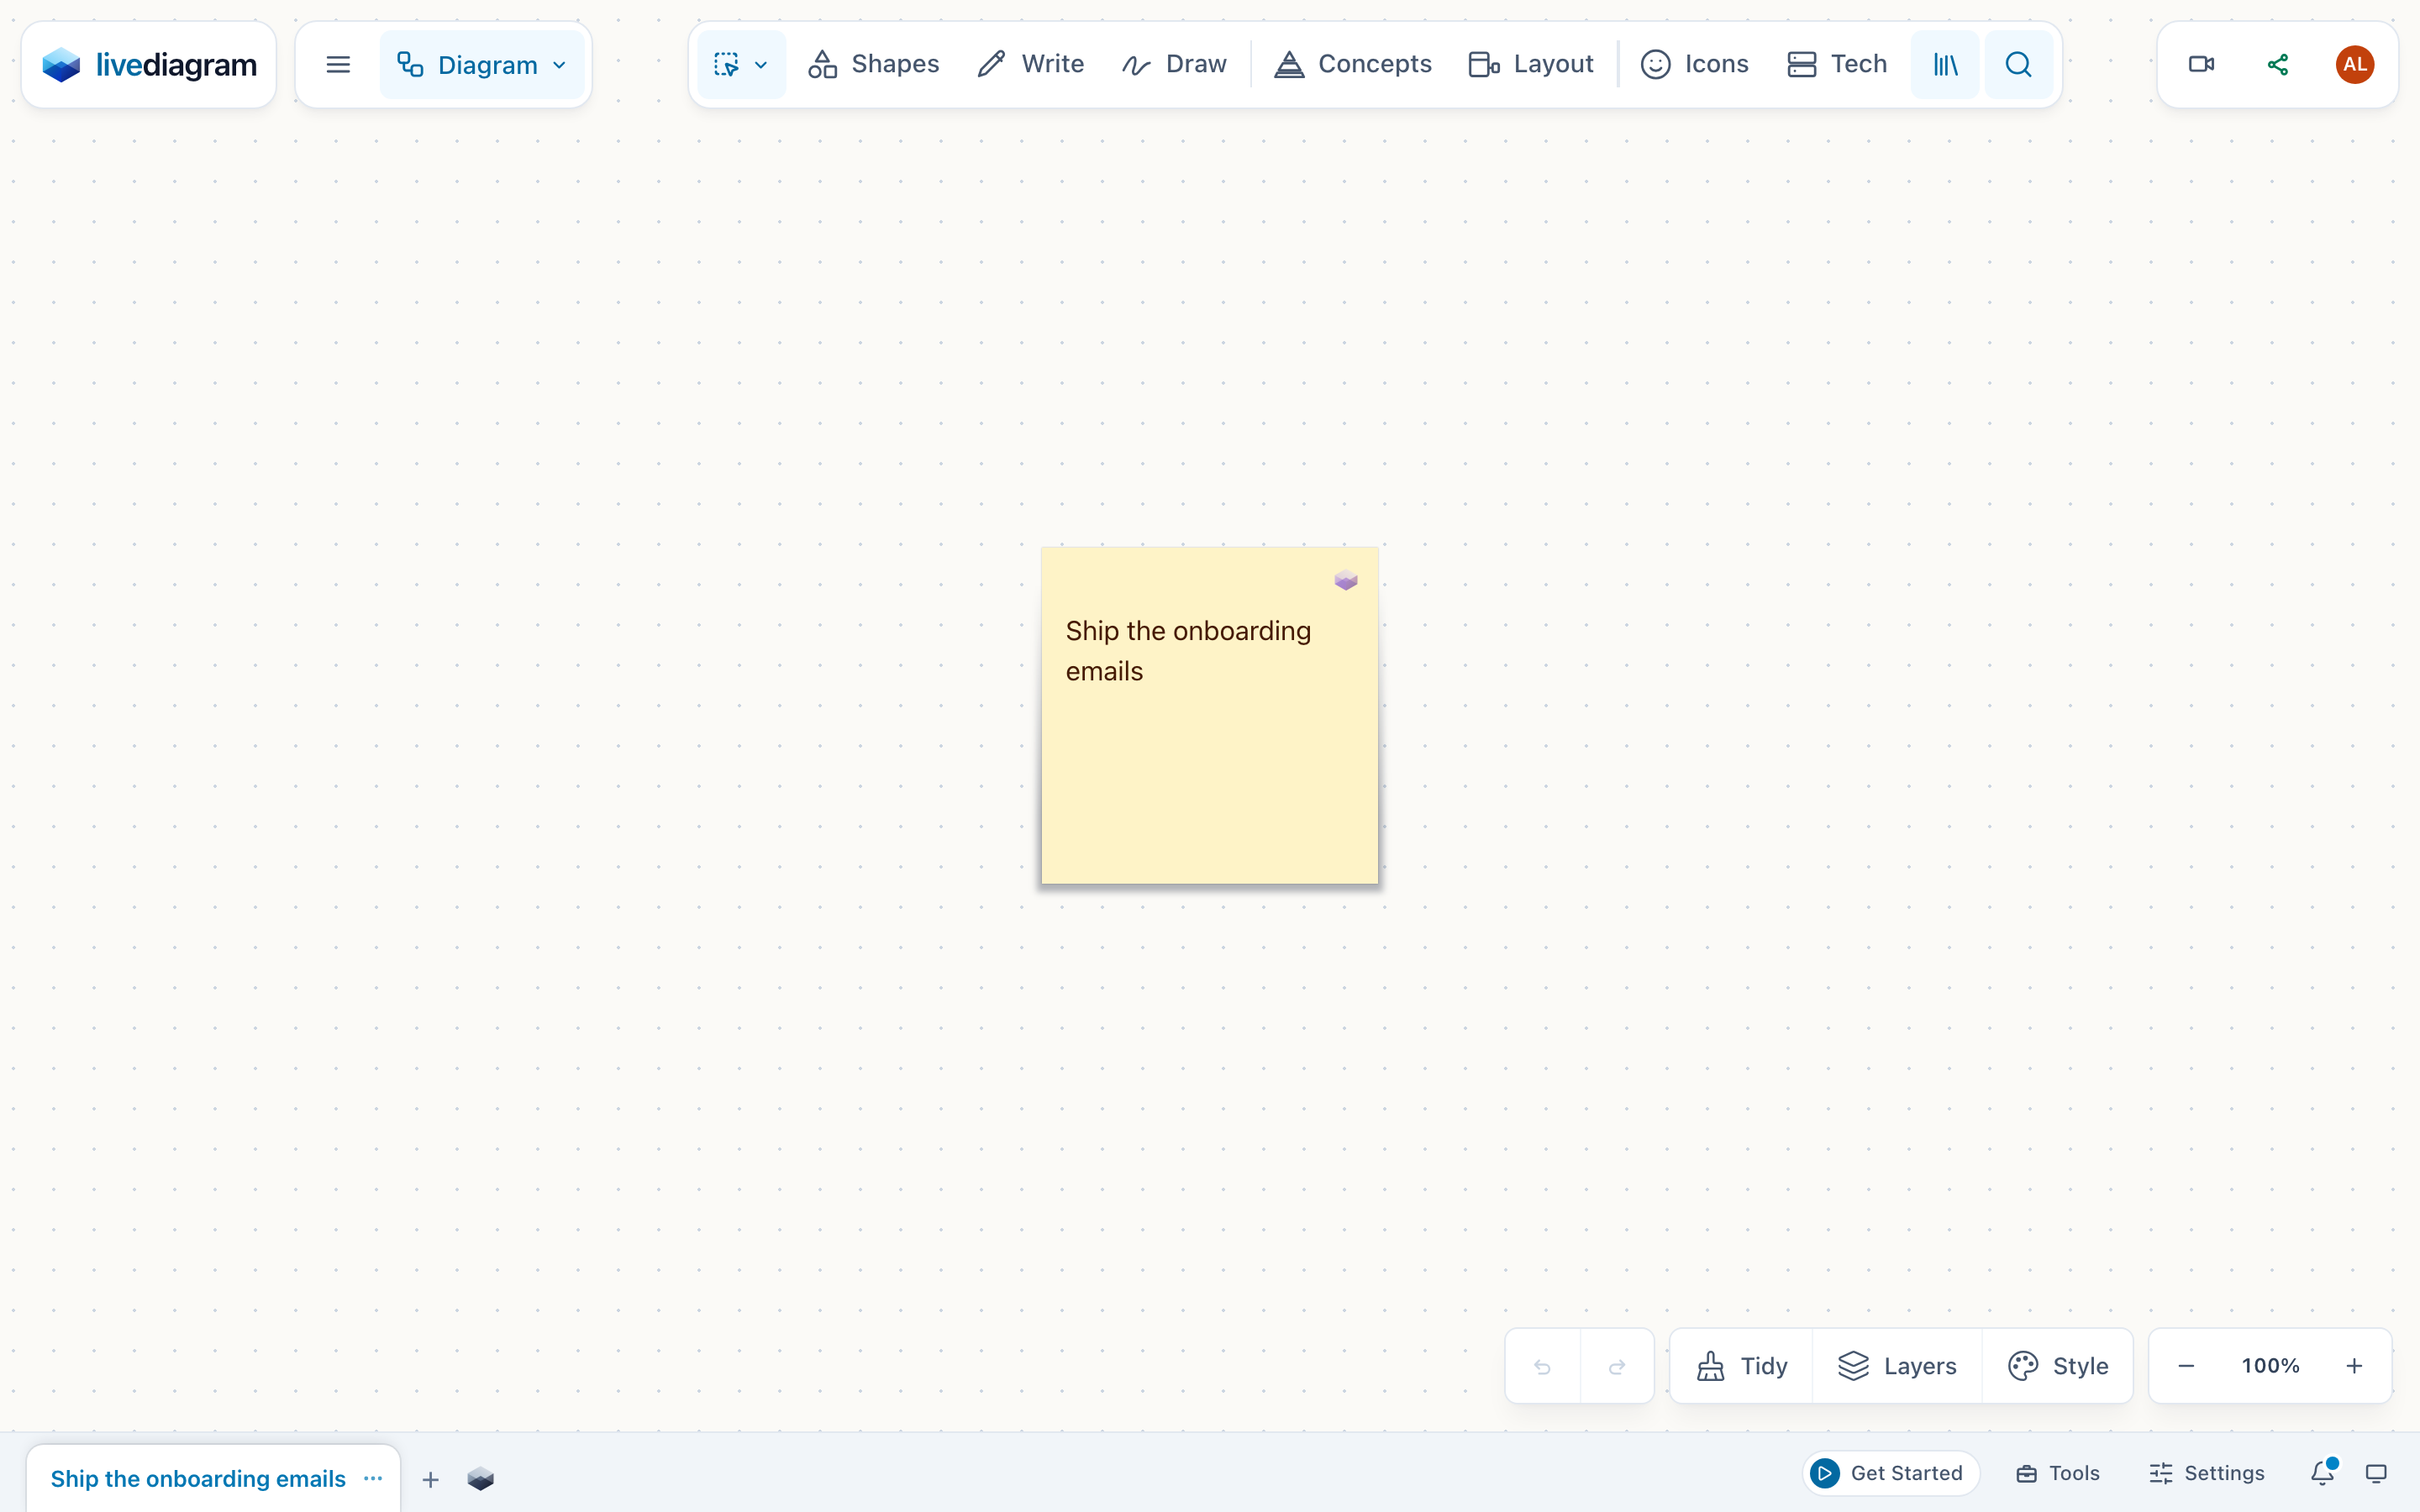 livediagram
Diagram
Shapes
Write
Draw
Concepts
Layout
Icons
Tech
AL
Ship the onboarding
emails
Tidy
Layers
Style
100%
Ship the onboarding emails
Get Started
Tools
Settings